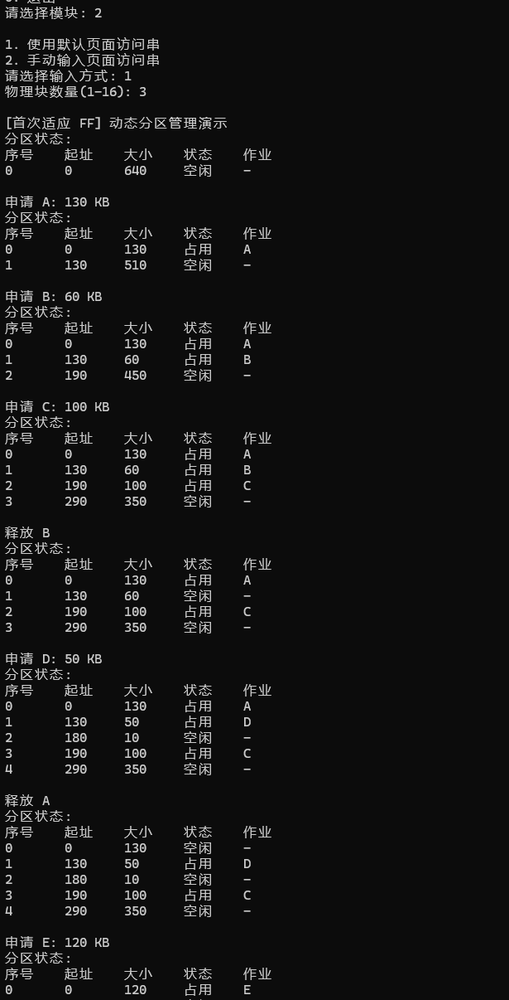 请选择模块: 2
1. 使用默认页面访问串
2. 手动输入页面访问串
请选择输入方式: 1
物理块数量(1-16): 3
[首次适应 FF] 动态分区管理演示
分区状态:
序号 起址 大小 状态 作业
0 0 640 空闲 -
申请 A: 130 KB
分区状态:
序号 起址 大小 状态 作业
0 0 130 占用 A
1 130 510 空闲 -
申请 B: 60 KB
分区状态:
序号 起址 大小 状态 作业
0 0 130 占用 A
1 130 60 占用 B
2 190 450 空闲 -
申请 C: 100 KB
分区状态:
序号 起址 大小 状态 作业
0 0 130 占用 A
1 130 60 占用 B
2 190 100 占用 C
3 290 350 空闲 -
释放 B
分区状态:
序号 起址 大小 状态 作业
0 0 130 占用 A
1 130 60 空闲 -
2 190 100 占用 C
3 290 350 空闲 -
申请 D: 50 KB
分区状态:
序号 起址 大小 状态 作业
0 0 130 占用 A
1 130 50 占用 D
2 180 10 空闲 -
3 190 100 占用 C
4 290 350 空闲 -
释放 A
分区状态:
序号 起址 大小 状态 作业
0 0 130 空闲 -
1 130 50 占用 D
2 180 10 空闲 -
3 190 100 占用 C
4 290 350 空闲 -
申请 E: 120 KB
分区状态:
序号 起址 大小 状态 作业
0 0 120 占用 E